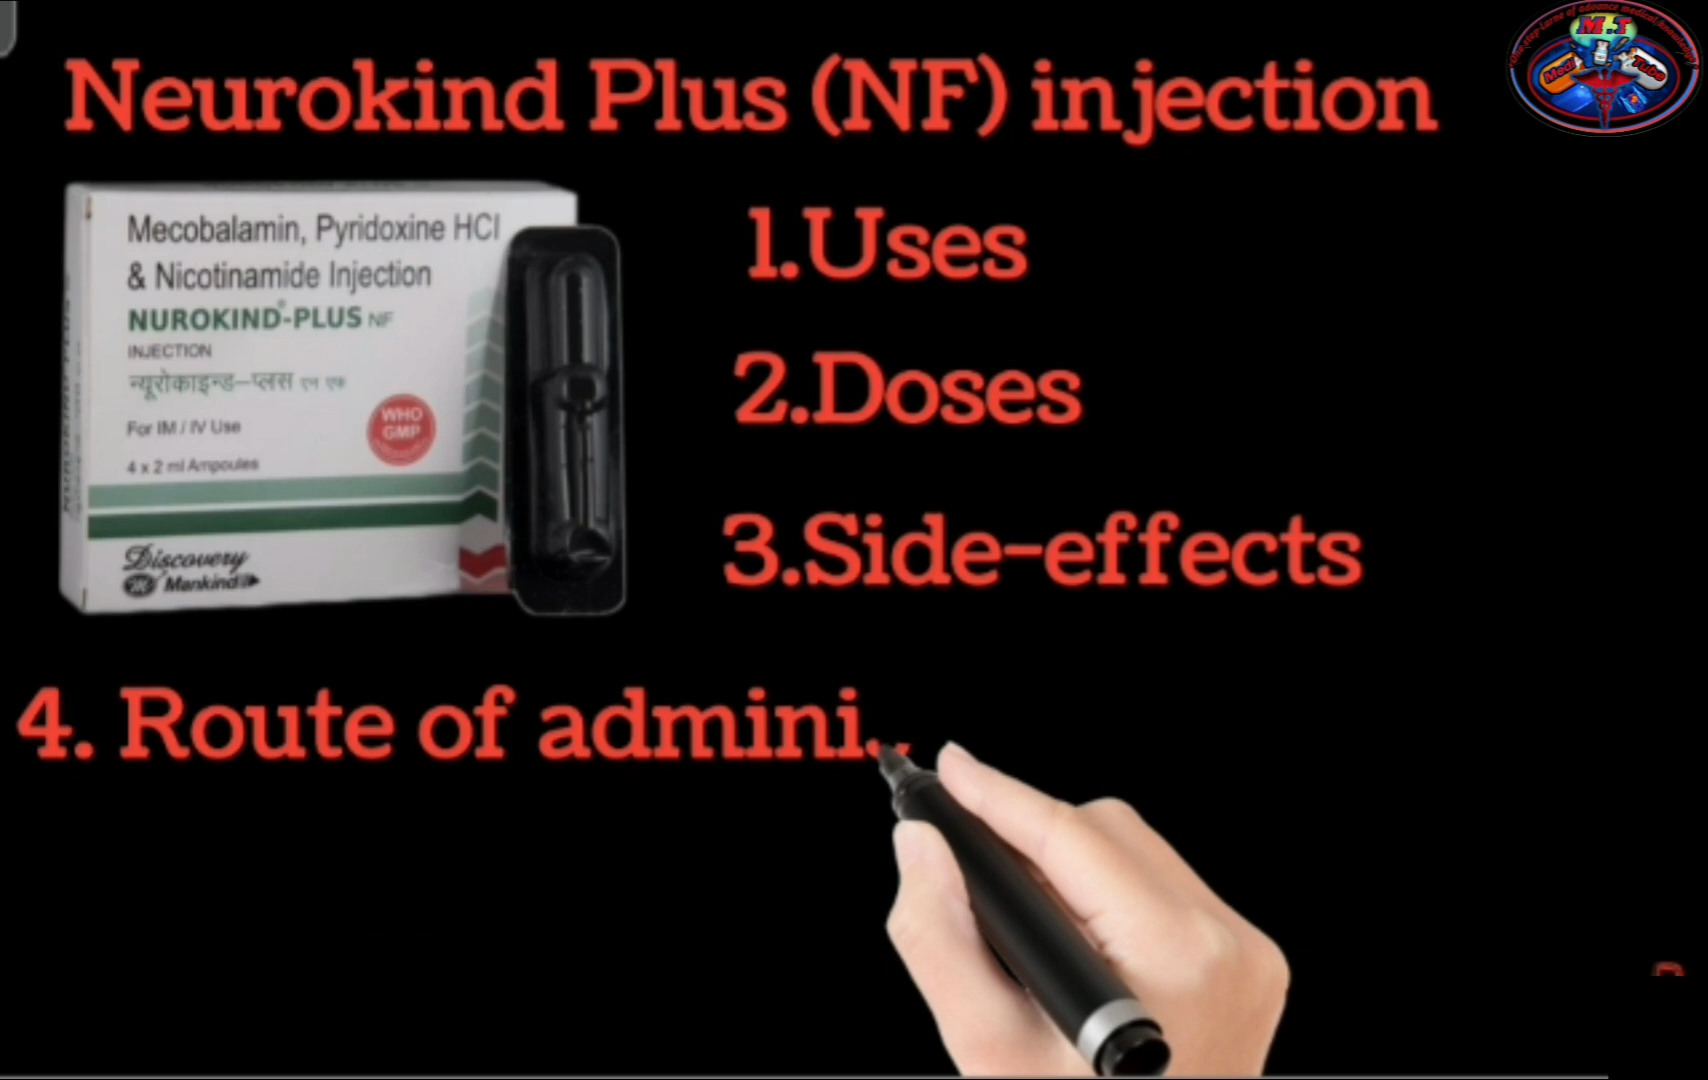 Neurokind Plus (NF) injection
Mecobalamin, Pyridoxine HCl
& Nicotinamide Injection
NUROKIND®-PLUS NF
INJECTION
न्यूरोकाइन्ड–प्लस एन एफ
For IM / IV Use
WHO
GMP
4 x 2 ml Ampoules
Discovery
Mankind
1.Uses
2.Doses
3.Side-effects
4. Route of admini
M.T
Medi
Tube